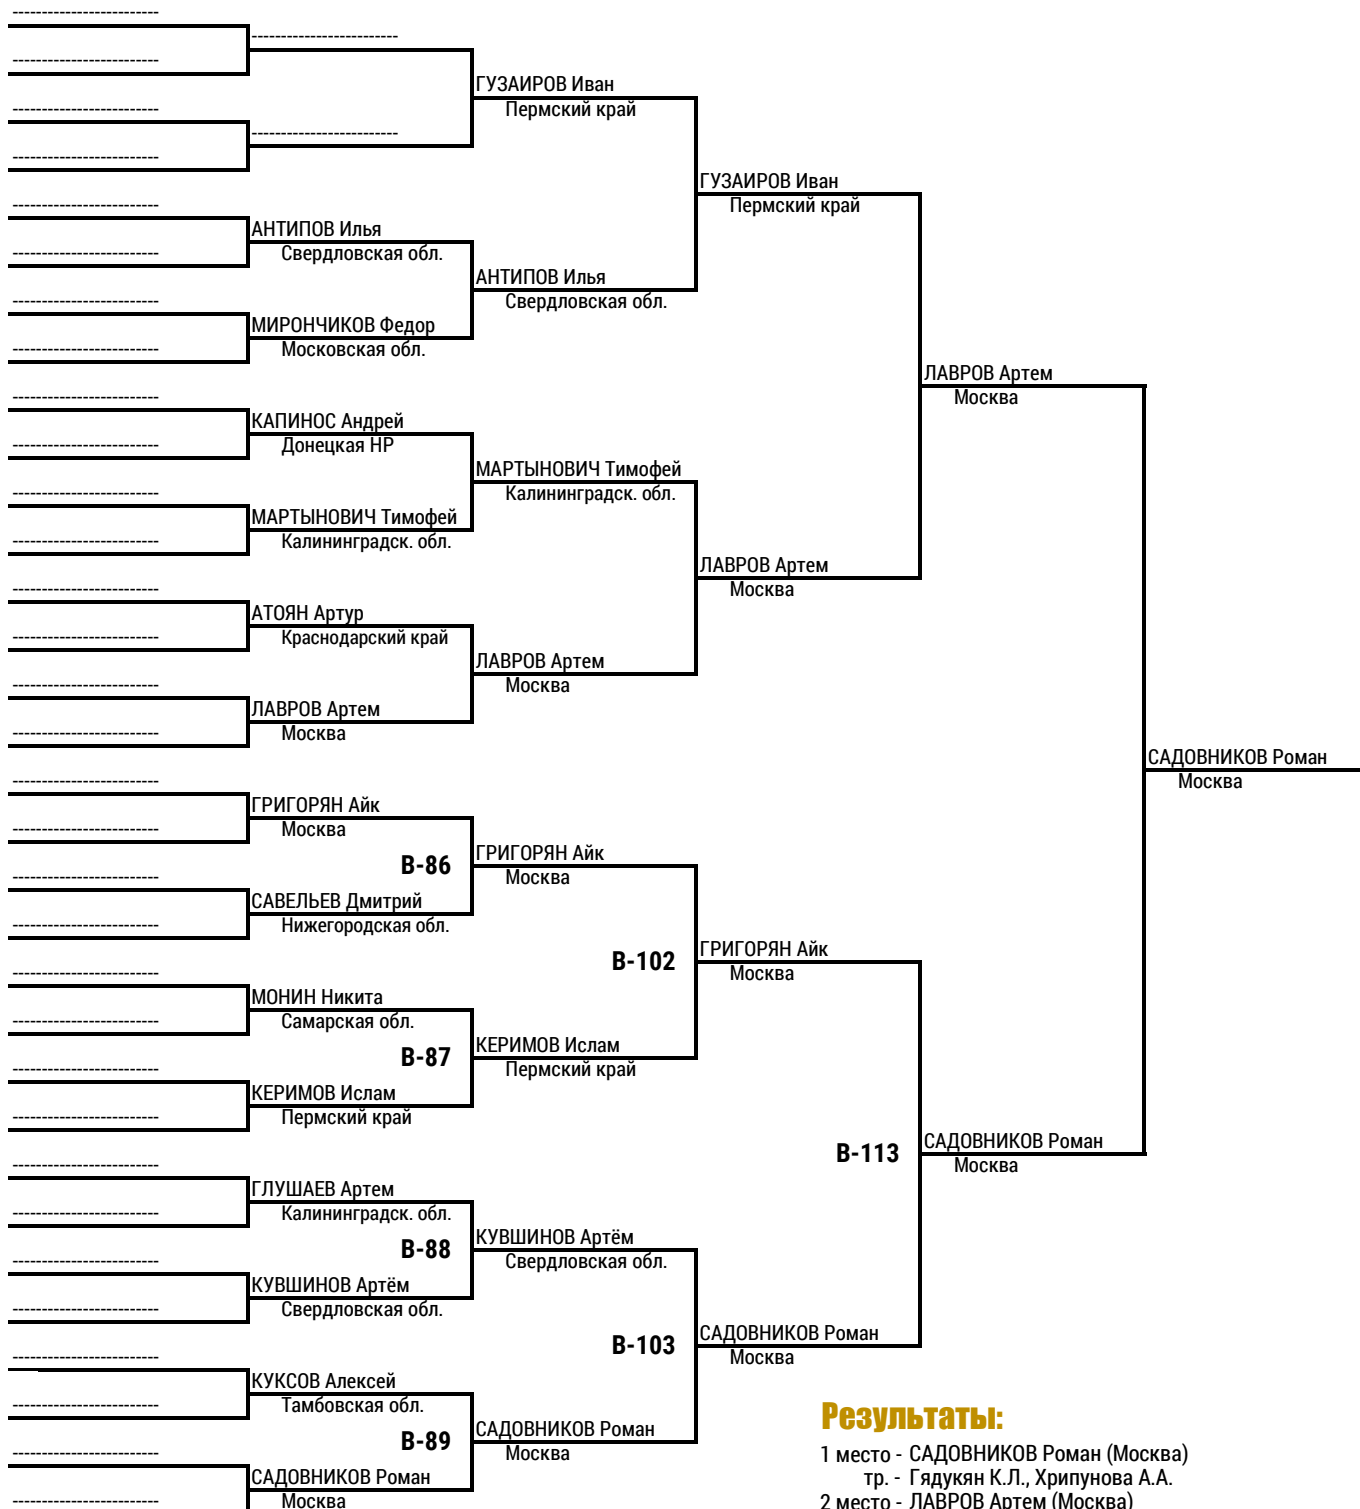 -------------------------
-------------------------
-------------------------
ГУЗАИРОВ Иван
-------------------------
Пермский край
-------------------------
-------------------------
ГУЗАИРОВ Иван
-------------------------
Пермский край
АНТИПОВ Илья
-------------------------
Свердловская обл.
АНТИПОВ Илья
-------------------------
Свердловская обл.
МИРОНЧИКОВ Федор
-------------------------
Московская обл.
ЛАВРОВ Артем
-------------------------
Москва
КАПИНОС Андрей
-------------------------
Донецкая НР
МАРТЫНОВИЧ Тимофей
-------------------------
Калининградск. обл.
МАРТЫНОВИЧ Тимофей
-------------------------
Калининградск. обл.
ЛАВРОВ Артем
-------------------------
Москва
АТОЯН Артур
-------------------------
Краснодарский край
ЛАВРОВ Артем
-------------------------
Москва
ЛАВРОВ Артем
-------------------------
Москва
САДОВНИКОВ Роман
-------------------------
Москва
ГРИГОРЯН Айк
-------------------------
Москва
ГРИГОРЯН Айк
B-86
-------------------------
Москва
САВЕЛЬЕВ Дмитрий
-------------------------
Нижегородская обл.
ГРИГОРЯН Айк
B-102
-------------------------
Москва
МОНИН Никита
-------------------------
Самарская обл.
КЕРИМОВ Ислам
B-87
-------------------------
Пермский край
КЕРИМОВ Ислам
-------------------------
Пермский край
САДОВНИКОВ Роман
B-113
-------------------------
Москва
ГЛУШАЕВ Артем
-------------------------
Калининградск. обл.
КУВШИНОВ Артём
B-88
-------------------------
Свердловская обл.
КУВШИНОВ Артём
-------------------------
Свердловская обл.
САДОВНИКОВ Роман
B-103
-------------------------
Москва
КУКСОВ Алексей
-------------------------
Тамбовская обл.
САДОВНИКОВ Роман
B-89
-------------------------
Москва
САДОВНИКОВ Роман
-------------------------
Москва
Результаты:
1 место - САДОВНИКОВ Роман (Москва)
тр. - Гядукян К.Л., Хрипунова А.А.
2 место - ЛАВРОВ Артем (Москва)